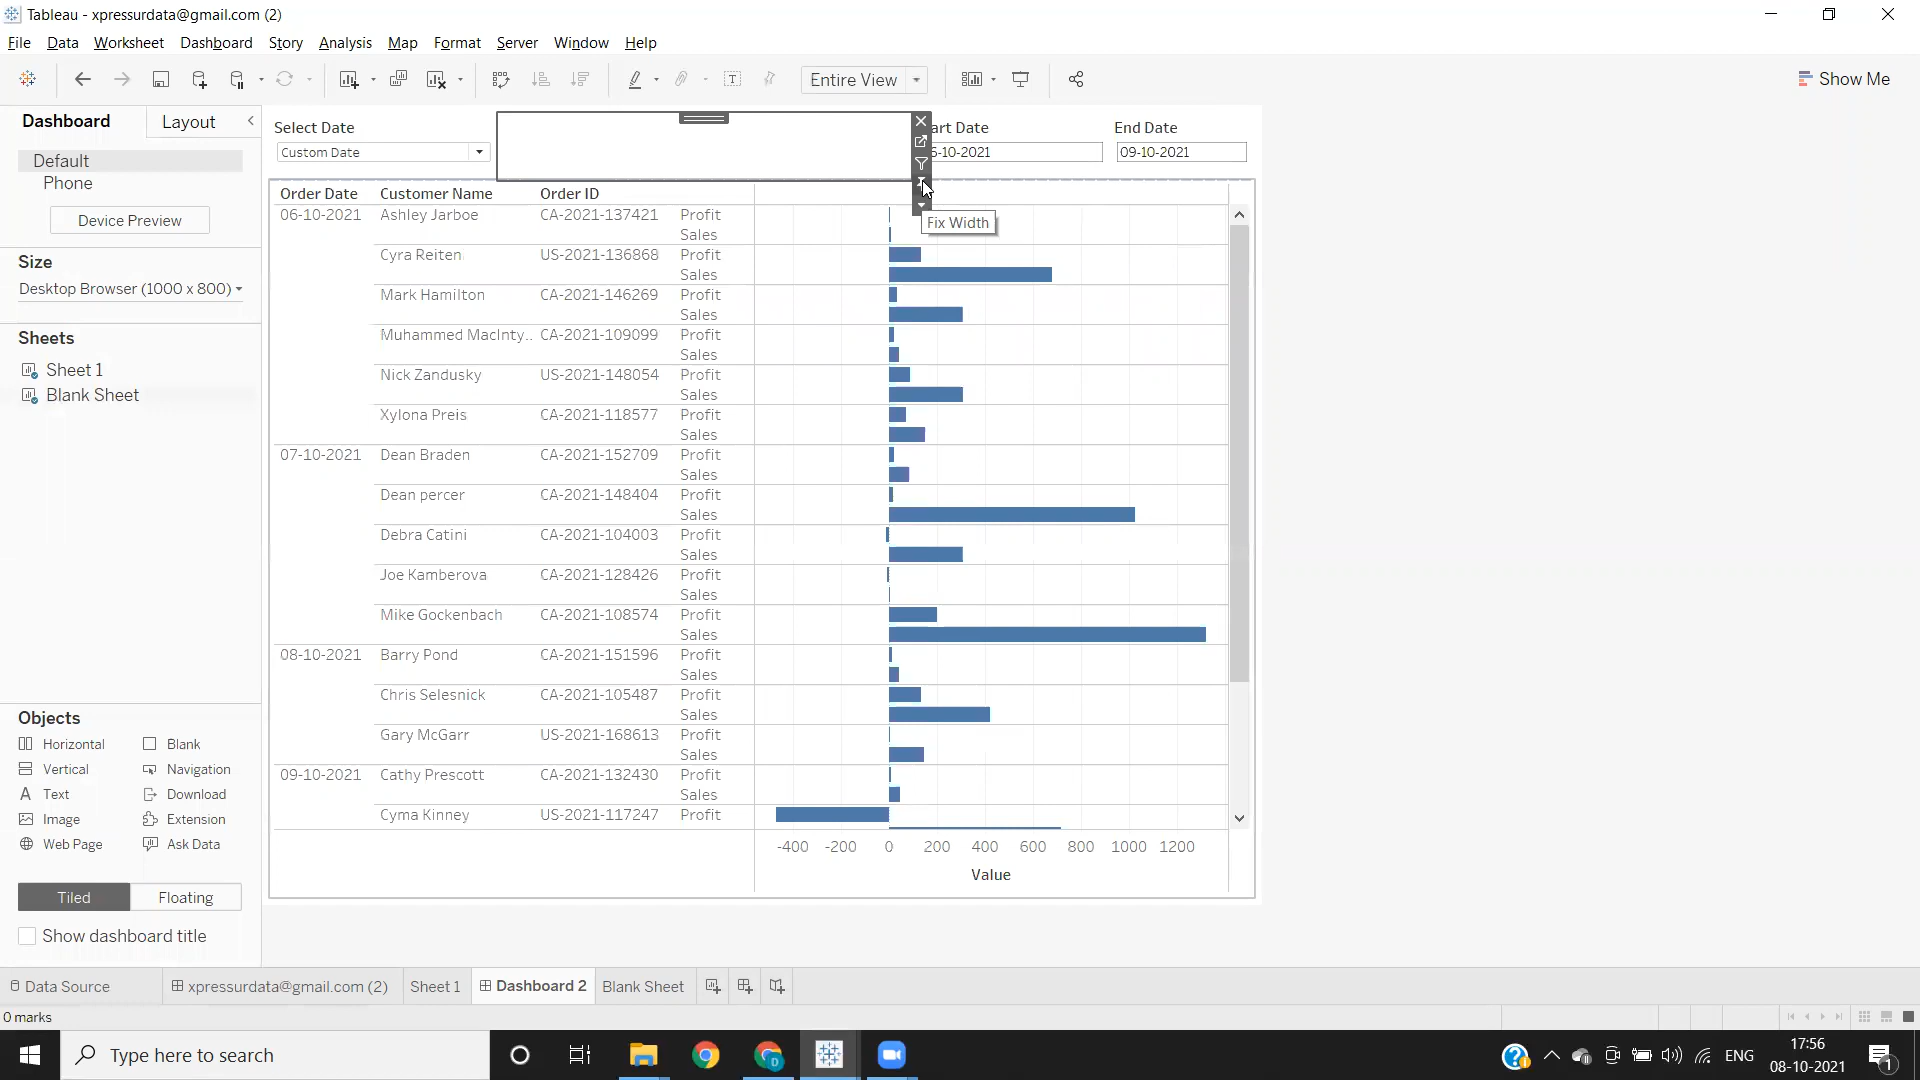 Tableau - xpressurdata@gmail.com (2)
File Data Worksheet Dashboard Story Analysis Map Format Server Window Help
Entire View
Show Me
Dashboard Layout
Default
Phone
Device Preview
Size
Desktop Browser (1000 x 800)
Sheets
Sheet 1
Blank Sheet
Objects
Horizontal Blank
Vertical Navigation
Text Download
Image Extension
Web Page Ask Data
Tiled Floating
Show dashboard title
Select Date
Custom Date
art Date
-10-2021
End Date
09-10-2021
Fix Width
Order Date Customer Name Order ID
06-10-2021 Ashley Jarboe CA-2021-137421 Profit
Sales
Cyra Reiten US-2021-136868 Profit
Sales
Mark Hamilton CA-2021-146269 Profit
Sales
Muhammed MacInty.. CA-2021-109099 Profit
Sales
Nick Zandusky US-2021-148054 Profit
Sales
Xylona Preis CA-2021-118577 Profit
Sales
07-10-2021 Dean Braden CA-2021-152709 Profit
Sales
Dean percer CA-2021-148404 Profit
Sales
Debra Catini CA-2021-104003 Profit
Sales
Joe Kamberova CA-2021-128426 Profit
Sales
Mike Gockenbach CA-2021-108574 Profit
Sales
08-10-2021 Barry Pond CA-2021-151596 Profit
Sales
Chris Selesnick CA-2021-105487 Profit
Sales
Gary McGarr US-2021-168613 Profit
Sales
09-10-2021 Cathy Prescott CA-2021-132430 Profit
Sales
Cyma Kinney US-2021-117247 Profit
-400 -200 0 200 400 600 800 1000 1200
Value
Data Source xpressurdata@gmail.com (2) Sheet 1 Dashboard 2 Blank Sheet
0 marks
Type here to search
ENG
17:56
08-10-2021
1